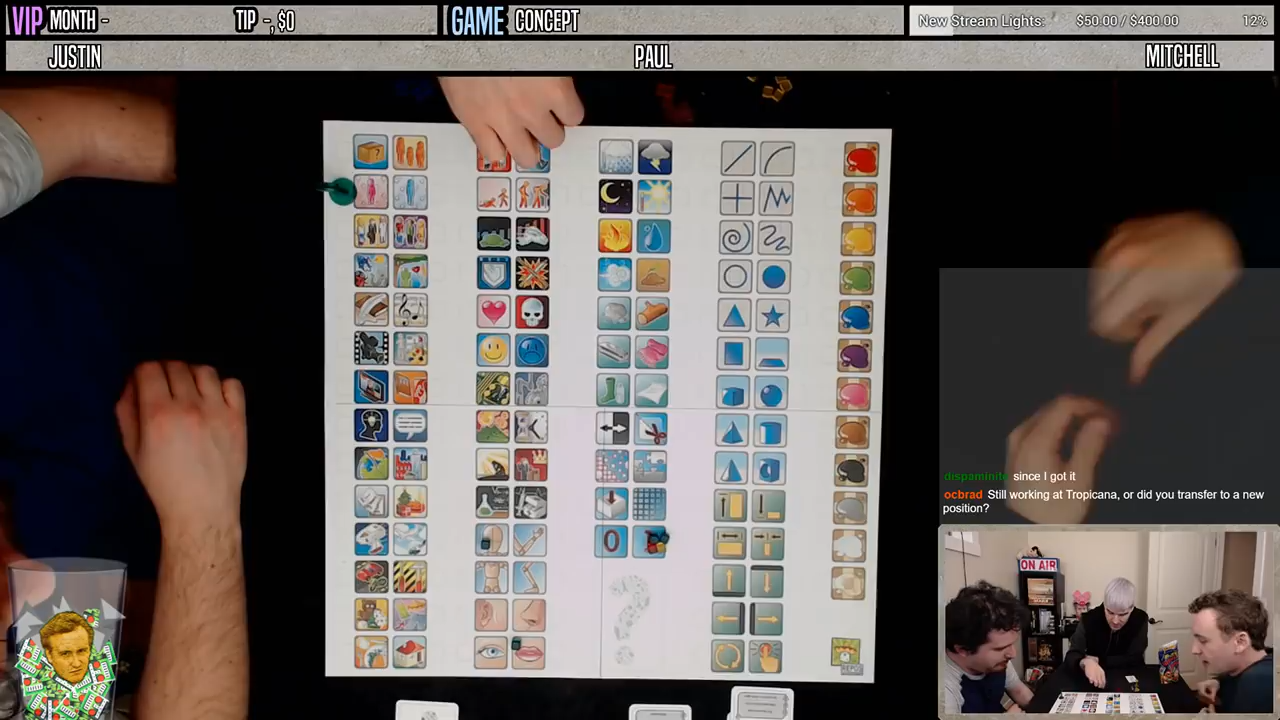 VIP MONTH -
TIP -, $0
GAME CONCEPT
New Stream Lights: $50.00 / $400.00 12%
JUSTIN
PAUL
MITCHELL
dispaminite since I got it
ocbrad Still working at Tropicana, or did you transfer to a new
position?
ON AIR